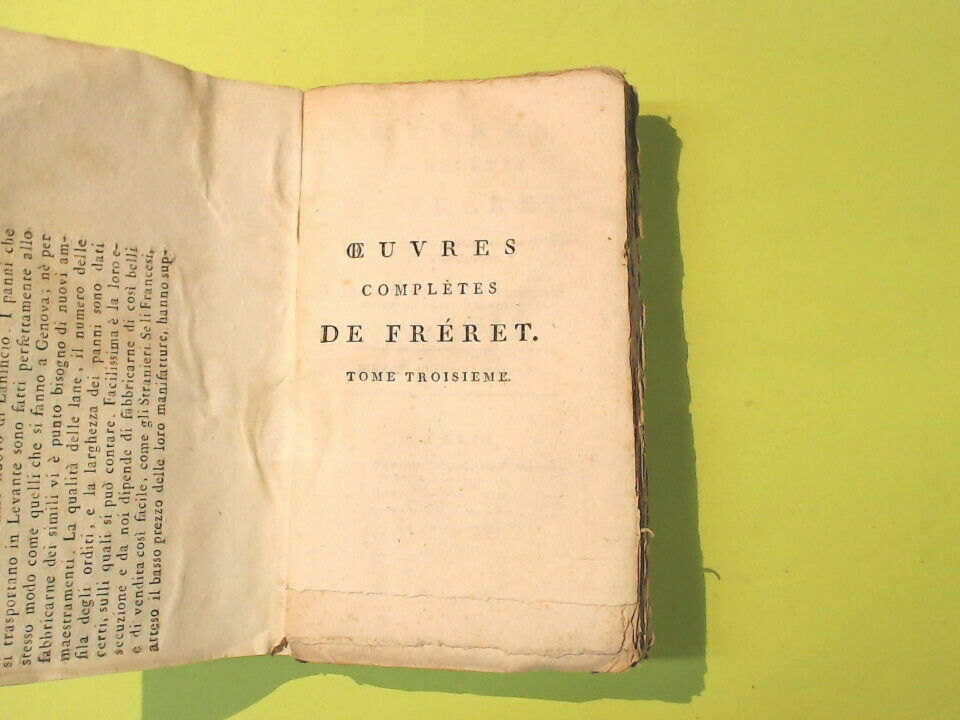 si trasportano in Levante sono fatti perfettamente allo
stesso modo come quelli che si fanno a Genova; nè per
fabbricarne dei simili vi è punto bisogno di nuovi am-
maestramenti. La qualità delle lane, il numero delle
fila degli orditi, e la larghezza dei panni sono dati
certi, sulli quali si può contare. Facilissima è la loro e-
secuzione e da noi dipende di fabbricarne di così belli
e di vendita così facile, come gli Stranieri. Se li Francesi,
atteso il basso prezzo delle loro manifatture, hanno sup-
ŒUVRES
COMPLÈTES
DE FRÉRET.
TOME TROISIEME.